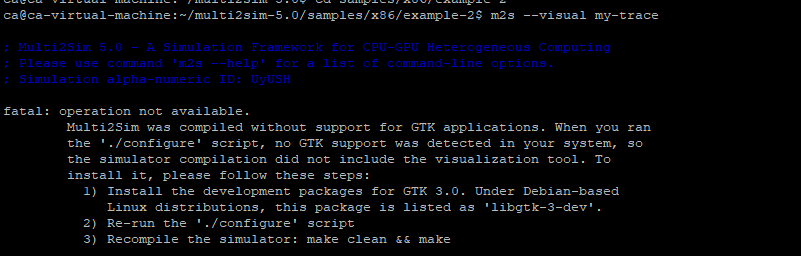 ca@ca-virtual-machine:~/multi2sim-5.0$ cd samples/x86/example-2
ca@ca-virtual-machine:~/multi2sim-5.0/samples/x86/example-2$ m2s --visual my-trace
; Multi2Sim 5.0 - A Simulation Framework for CPU-GPU Heterogeneous Computing
; Please use command 'm2s --help' for a list of command-line options.
; Simulation alpha-numeric ID:
fatal: operation not available.
Multi2Sim was compiled without support for GTK applications. When you ran
the './configure' script, no GTK support was detected in your system, so
the simulator compilation did not include the visualization tool. To
install it, please follow these steps:
1) Install the development packages for GTK 3.0. Under Debian-based
Linux distributions, this package is listed as 'libgtk-3-dev'.
2) Re-run the './configure' script
3) Recompile the simulator: make clean && make